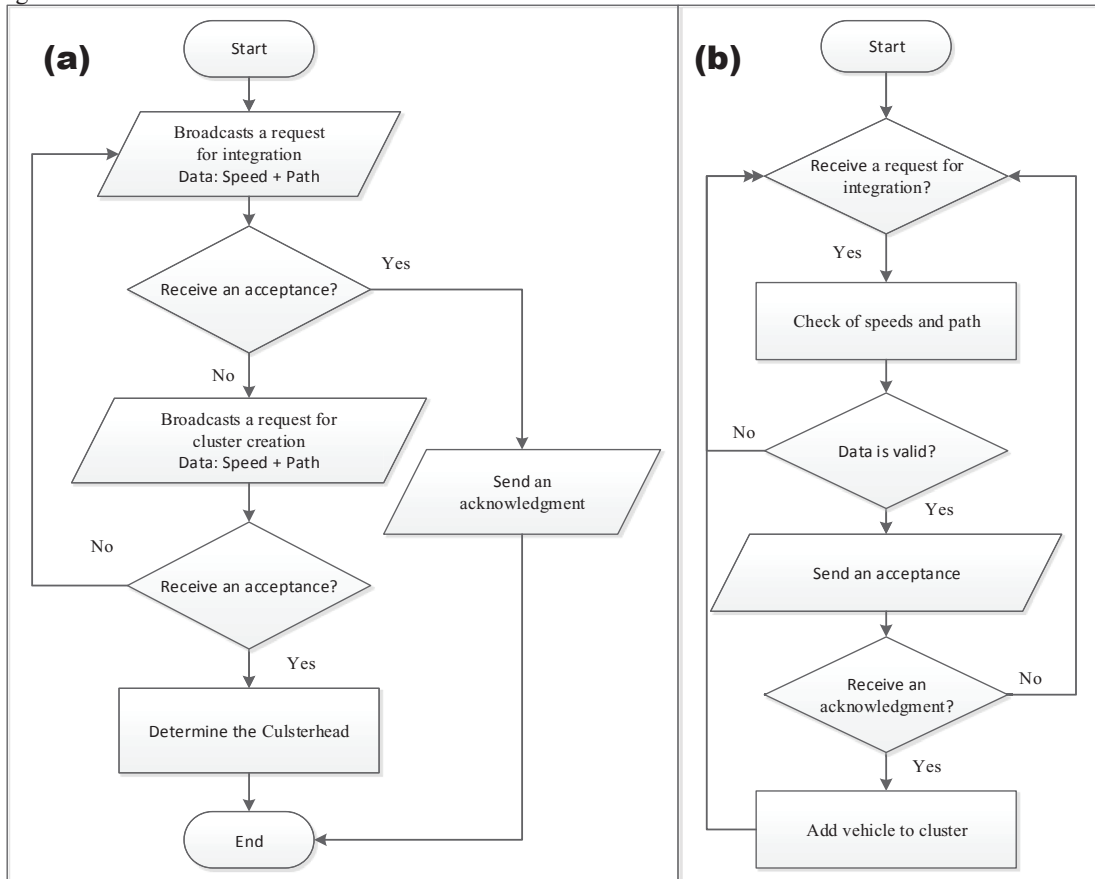 (a)
Start
Broadcasts a request
for integration
Data: Speed + Path
Receive an acceptance?
Yes
No
Broadcasts a request for
cluster creation
Data: Speed + Path
Send an
acknowledgment
Receive an acceptance?
No
Yes
Determine the Culsterhead
End
(b)
Start
Receive a request for
integration?
Yes
Check of speeds and path
Data is valid?
No
Yes
Send an acceptance
Receive an
acknowledgment?
No
Yes
Add vehicle to cluster